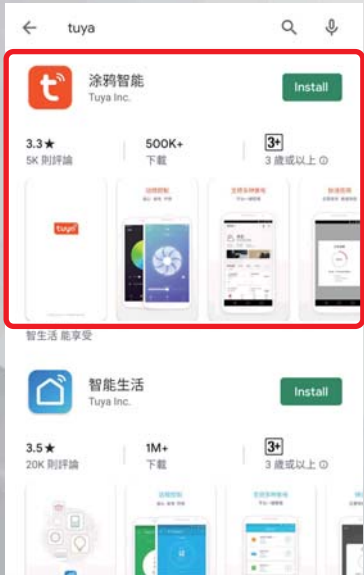 tuya
涂鸦智能
Tuya Inc.
Install
3.3★
500K+
3+
5K 則評論
下載
3 歲或以上
tuya
智生活 能享受
智能生活
Tuya Inc.
Install
3.5★
1M+
3+
20K 則評論
下載
3 歲或以上